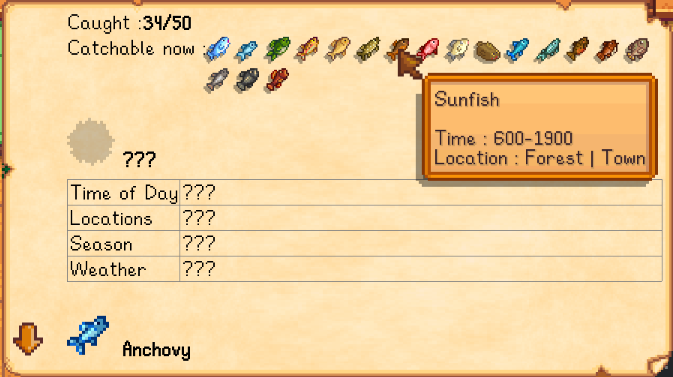 Caught :34/50
Catchable now :
Sunfish
Time : 600-1900
Location : Forest | Town
???
Time of Day ???
Locations ???
Season ???
Weather ???
Anchovy